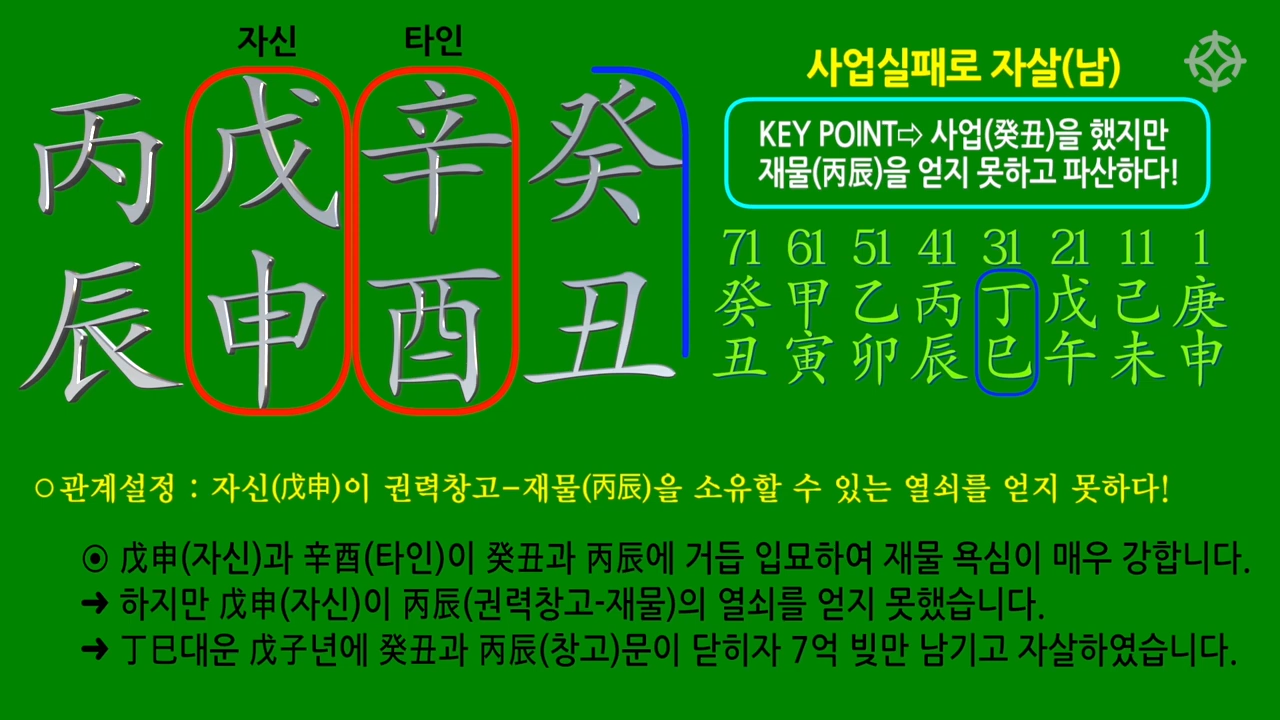 자신 타인
丙 戊 辛 癸
辰 申 酉 丑
사업실패로 자살(남)
KEY POINT⇨ 사업(癸丑)을 했지만
재물(丙辰)을 얻지 못하고 파산하다!
71 61 51 41 31 21 11 1
癸 甲 乙 丙 丁 戊 己 庚
丑 寅 卯 辰 巳 午 未 申
○관계설정 : 자신(戊申)이 권력창고-재물(丙辰)을 소유할 수 있는 열쇠를 얻지 못하다!
⊙ 戊申(자신)과 辛酉(타인)이 癸丑과 丙辰에 거듭 입묘하여 재물 욕심이 매우 강합니다.
➜ 하지만 戊申(자신)이 丙辰(권력창고-재물)의 열쇠를 얻지 못했습니다.
➜ 丁巳대운 戊子년에 癸丑과 丙辰(창고)문이 닫히자 7억 빚만 남기고 자살하였습니다.